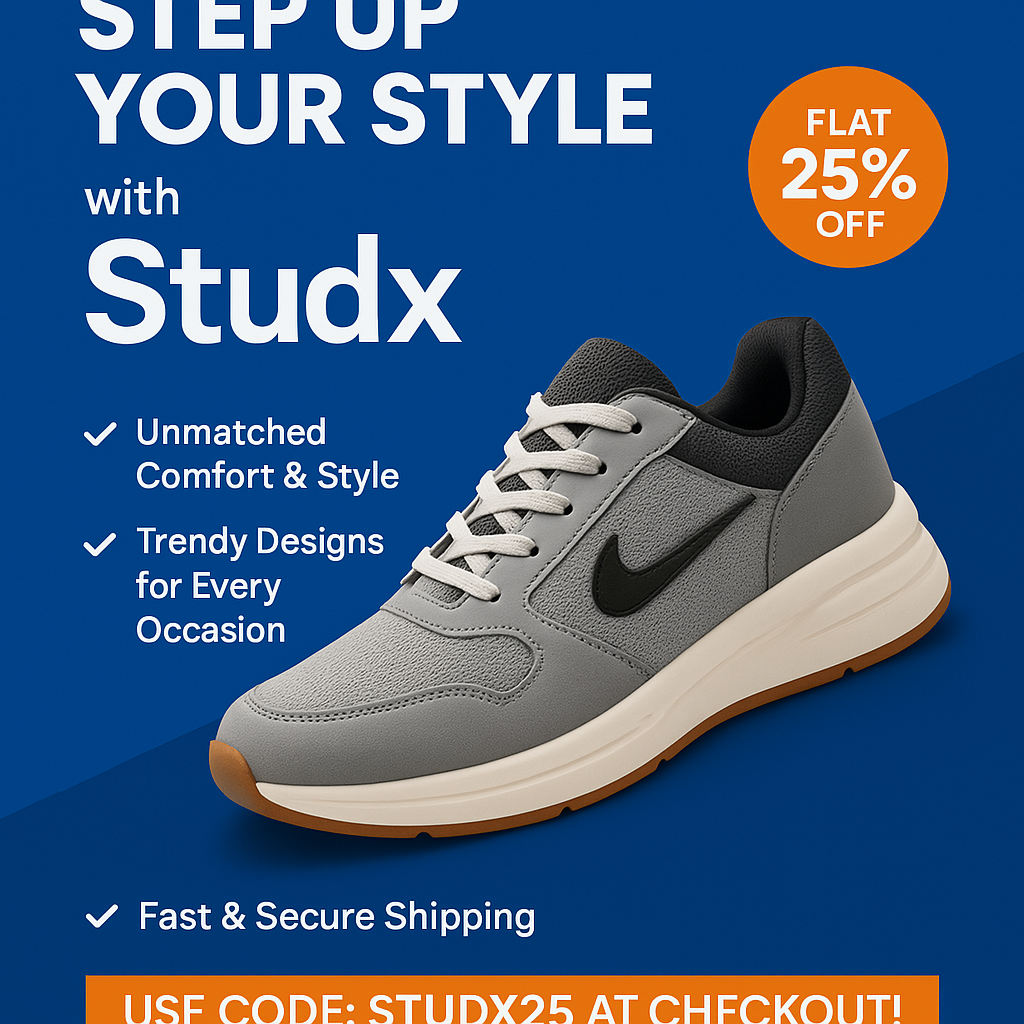 STEP UP
YOUR STYLE
with
Studx
FLAT
25%
OFF
Unmatched
Comfort & Style
Trendy Designs
for Every
Occasion
Fast & Secure Shipping
USE CODE: STUDX25 AT CHECKOUT!